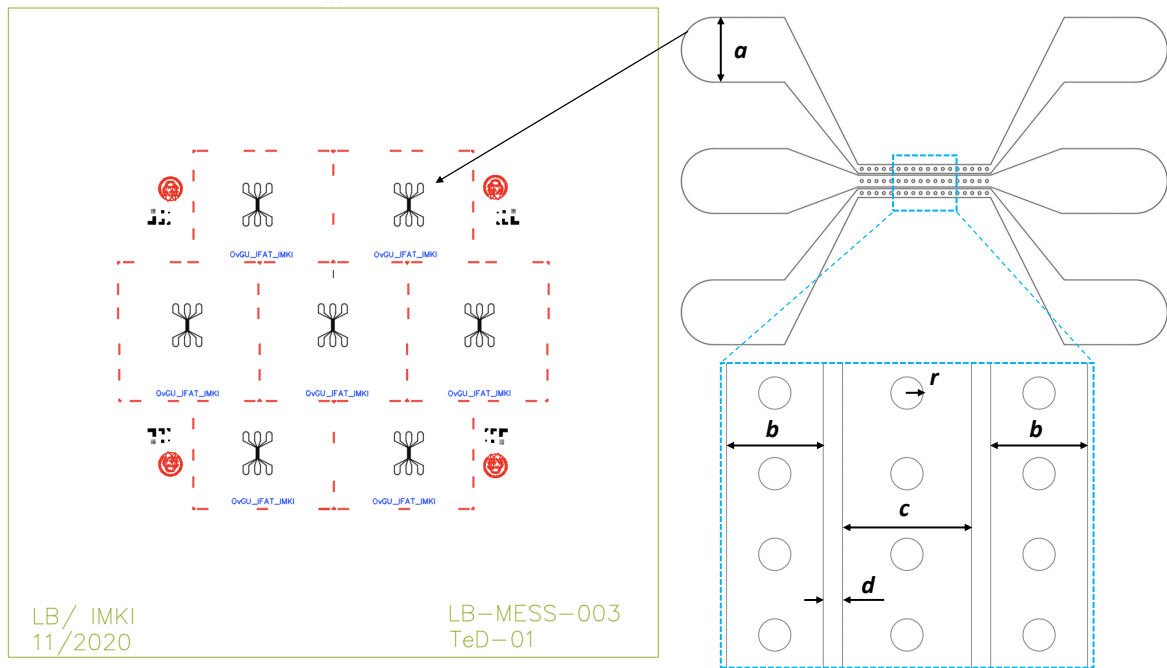 OvGU_IFAT_IMKI
OvGU_IFAT_IMKI
OvGU_IFAT_IMKI
OvGU_IFAT_IMKI
OvGU_IFAT_IMKI
OvGU_IFAT_IMKI
OvGU_IFAT_IMKI
LB/ IMKI
11/2020
LB-MESS-003
TeD-01
a
r
b
b
c
d